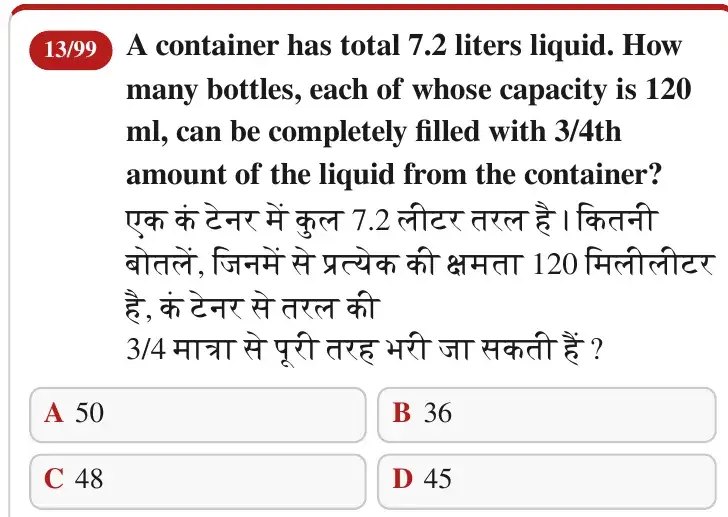 13/99 A container has total 7.2 liters liquid. How
many bottles, each of whose capacity is 120
ml, can be completely filled with 3/4th
amount of the liquid from the container?
एक कं टेनर में कुल 7.2 लीटर तरल है। कितनी
बोतलें, जिनमें से प्रत्येक की क्षमता 120 मिलीलीटर
है, कं टेनर से तरल की
3/4 मात्रा से पूरी तरह भरी जा सकती हैं ?
A 50
B 36
C 48
D 45